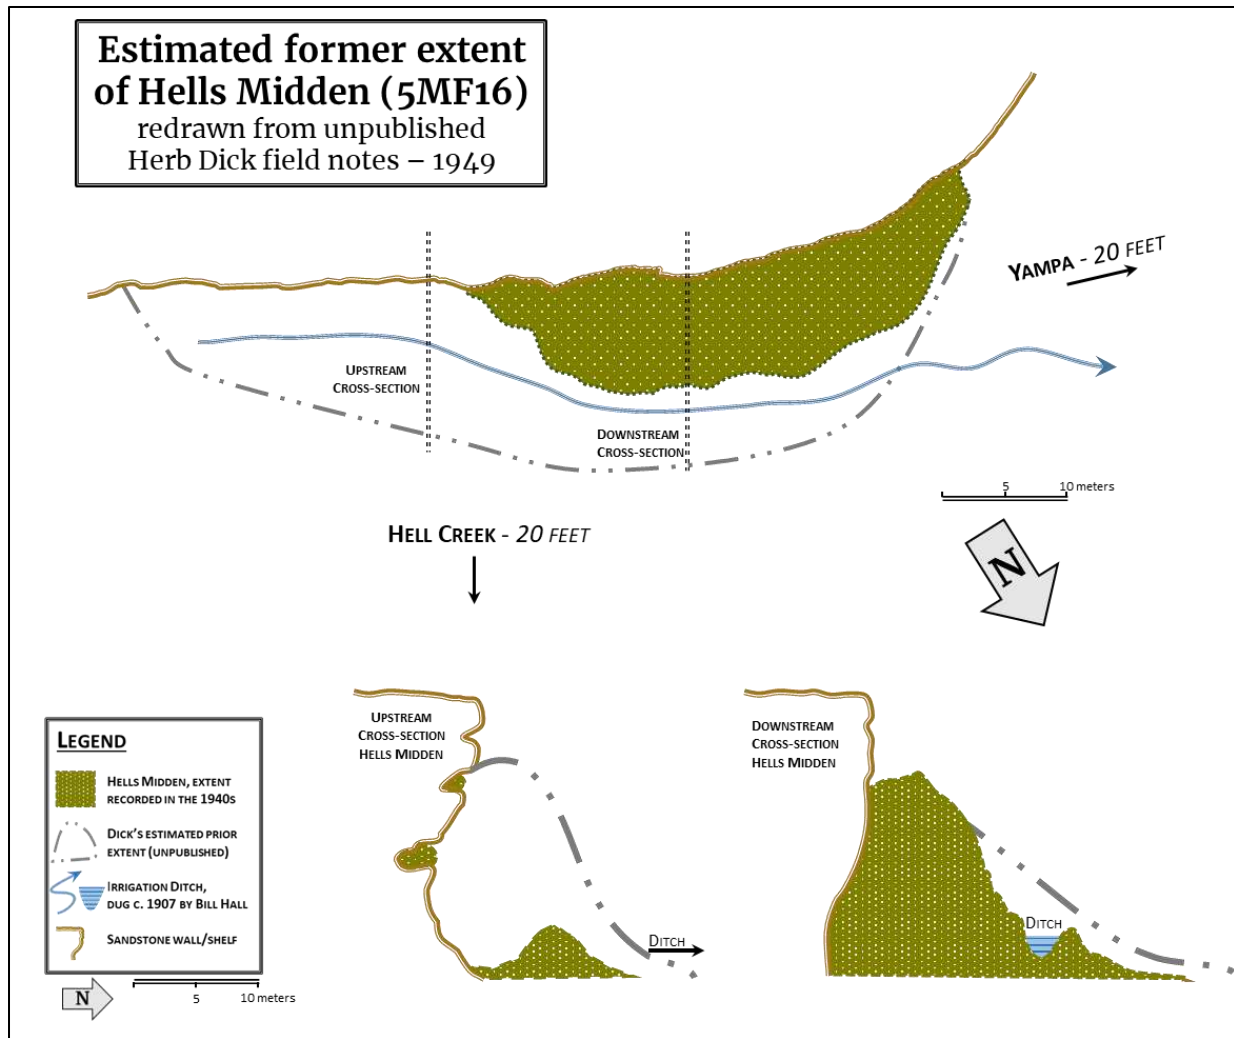 Estimated former extent
of Hells Midden (5MF16)
redrawn from unpublished
Herb Dick field notes – 1949
YAMPA - 20 FEET
UPSTREAM
CROSS-SECTION
DOWNSTREAM
CROSS-SECTION
5 10 meters
HELL CREEK - 20 FEET
N
UPSTREAM
CROSS-SECTION
HELLS MIDDEN
DITCH
DOWNSTREAM
CROSS-SECTION
HELLS MIDDEN
DITCH
LEGEND
HELLS MIDDEN, EXTENT
RECORDED IN THE 1940S
DICK'S ESTIMATED PRIOR
EXTENT (UNPUBLISHED)
IRRIGATION DITCH,
DUG C. 1907 BY BILL HALL
SANDSTONE WALL/SHELF
N
5 10 meters